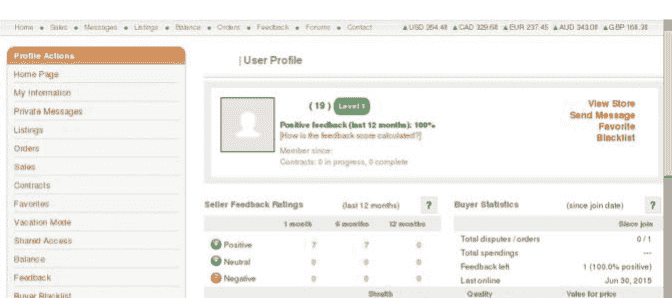 Home • Sales • Messages • Listings • Balance • Orders • Feedback • Forums • Contact ▲USD 264.48 ▲CAD 329.68 ▲EUR 237.45 ▲AUD 343.09 ▲GBP 168.38
Profile Actions
Home Page
My Information
Private Messages
Listings
Orders
Sales
Contracts
Favorites
Vacation Mode
Shared Access
Balance
Feedback
Buyer Blacklist
| User Profile
( 19 ) Level 1
Positive feedback (last 12 months): 100%
[How is the feedback score calculated?]
Member since:
Contracts: 0 in progress, 0 complete
View Store
Send Message
Favorite
Blacklist
Seller Feedback Ratings (last 12 months) ?
1 month 6 months 12 months
Positive 7 7 0
Neutral 0 0 0
Negative 0 0 0
Stealth
Buyer Statistics (since join date) ?
Since join
Total disputes / orders 0 / 1
Total spendings ---
Feedback left 1 (100.0% positive)
Last online Jun 30, 2015
Quality Value for price